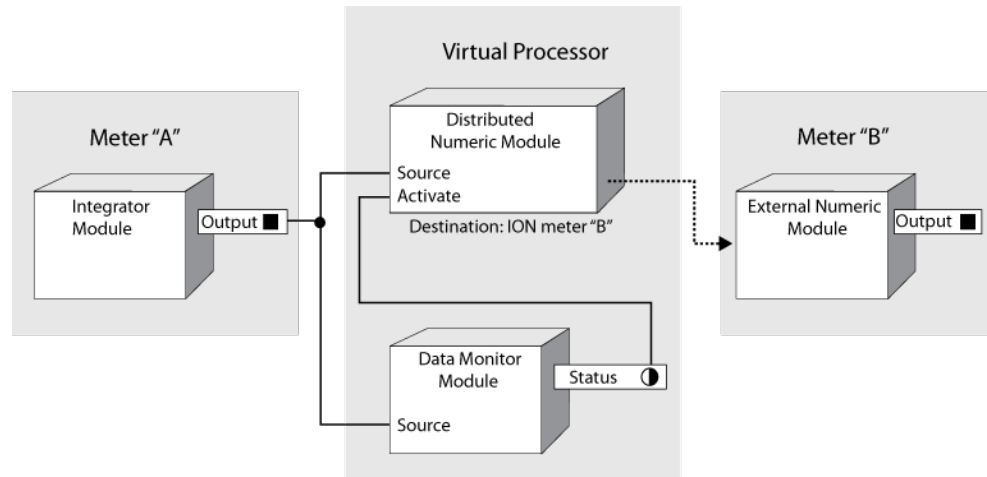 Virtual Processor
Meter "A"
Integrator
Module
Output
Distributed
Numeric Module
Source
Activate
Destination: ION meter "B"
Data Monitor
Module
Status
Source
Meter "B"
External Numeric
Module
Output